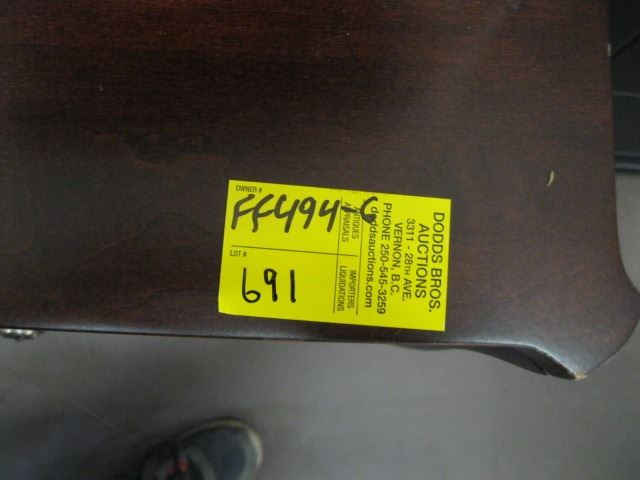 OWNER #
FF494-C
LOT #
691
ANTIQUES
APPRAISALS
IMPORTERS
LIQUIDATIONS
DODDS BROS.
AUCTIONS
3311 - 28TH AVE.
VERNON, B.C.
PHONE 250-545-3259
doddsauctions.com